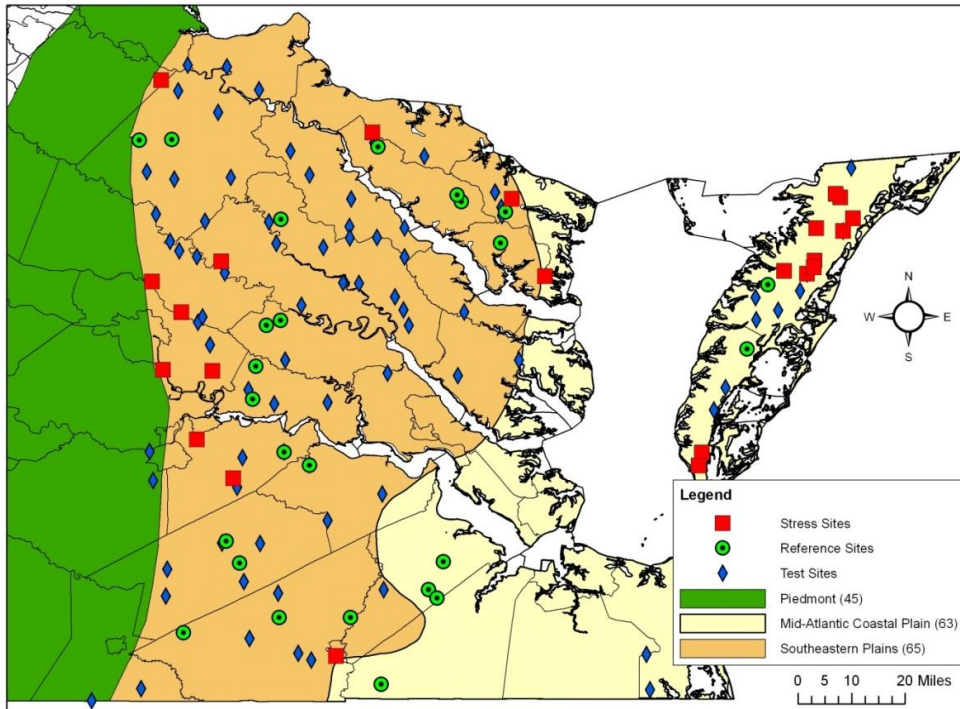 N
W E
S
Legend
Stress Sites
Reference Sites
Test Sites
Piedmont (45)
Mid-Atlantic Coastal Plain (63)
Southeastern Plains (65)
0 5 10 20 Miles